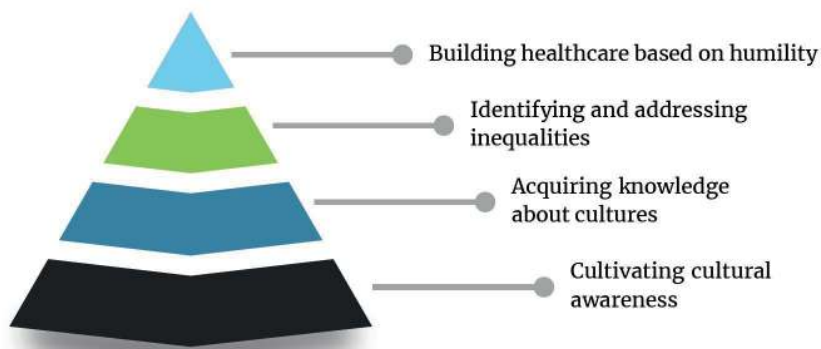 Building healthcare based on humility
Identifying and addressing
inequalities
Acquiring knowledge
about cultures
Cultivating cultural
awareness